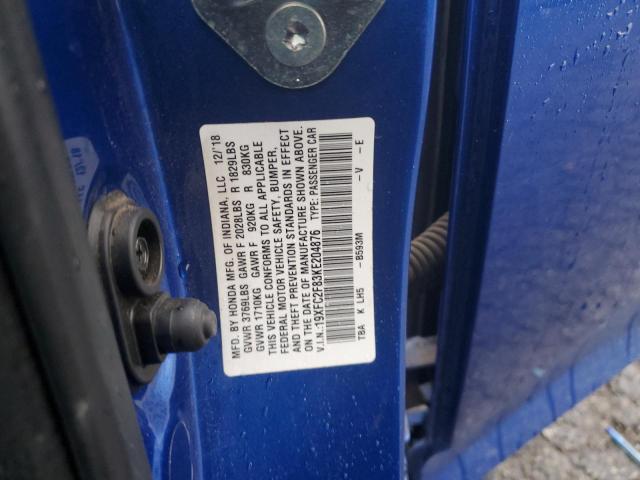 MFD. BY HONDA MFG. OF INDIANA, LLC 12/'18
GVWR 3769LBS GAWR F 2028LBS R 1829LBS
GVWR 1710KG GAWR F 920KG R 830KG
THIS VEHICLE CONFORMS TO ALL APPLICABLE
FEDERAL MOTOR VEHICLE SAFETY, BUMPER,
AND THEFT PREVENTION STANDARDS IN EFFECT
ON THE DATE OF MANUFACTURE SHOWN ABOVE.
V.I.N.:19XFC2F83KE204876 TYPE: PASSENGER CAR
TBA K LH5 -B593M -V -E